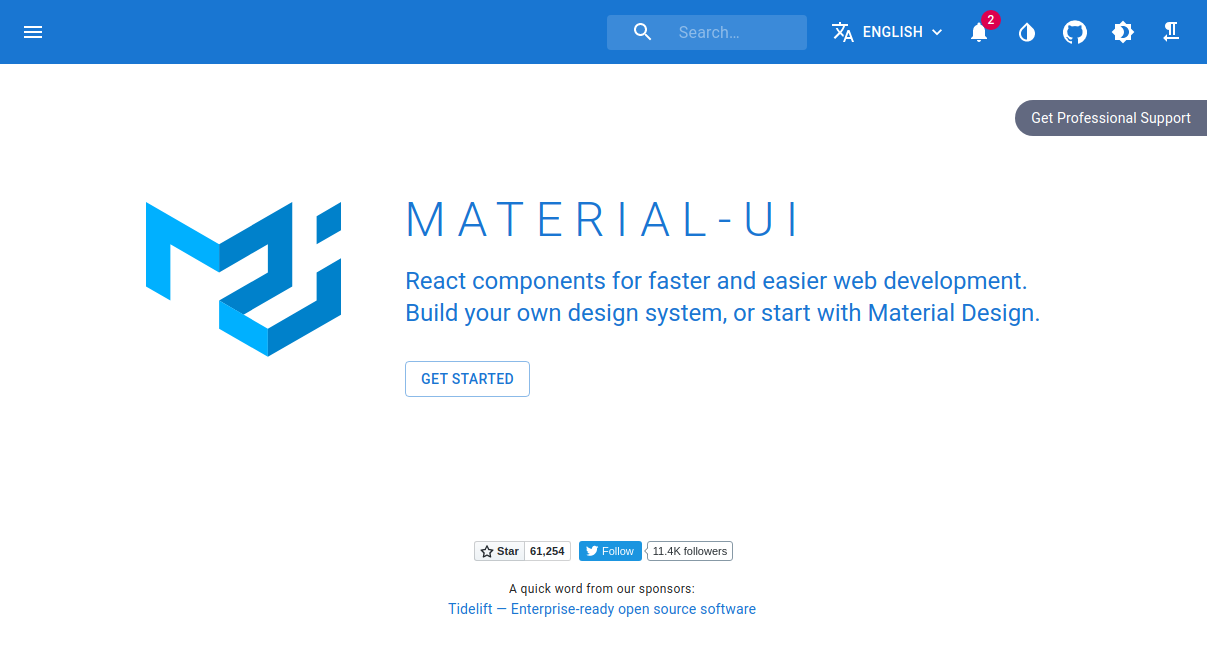 Search…
ENGLISH
2
Get Professional Support
MATERIAL-UI
React components for faster and easier web development.
Build your own design system, or start with Material Design.
GET STARTED
Star 61,254 Follow 11.4K followers
A quick word from our sponsors:
Tidelift — Enterprise-ready open source software